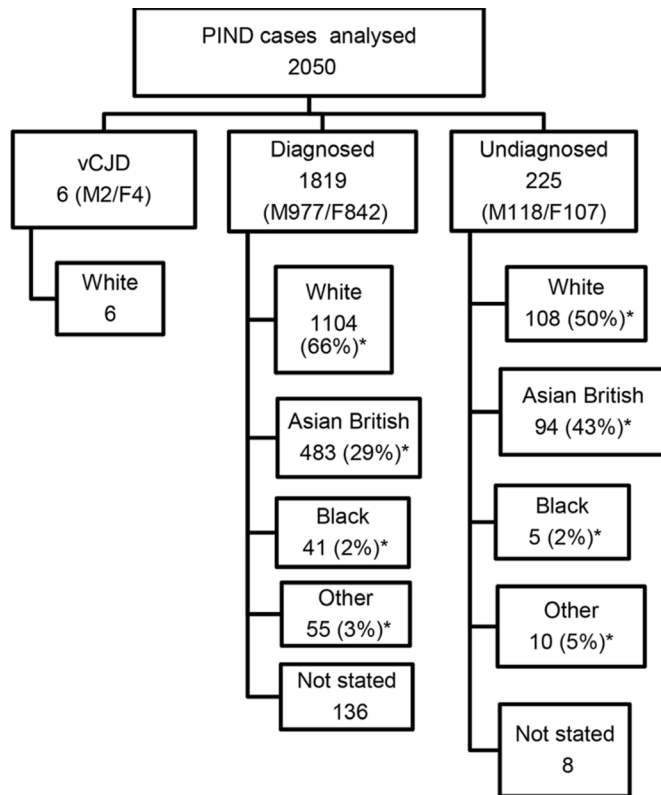 PIND cases analysed
2050
vCJD
6 (M2/F4)
White
6
Diagnosed
1819
(M977/F842)
White
1104
(66%)*
Asian British
483 (29%)*
Black
41 (2%)*
Other
55 (3%)*
Not stated
136
Undiagnosed
225
(M118/F107)
White
108 (50%)*
Asian British
94 (43%)*
Black
5 (2%)*
Other
10 (5%)*
Not stated
8